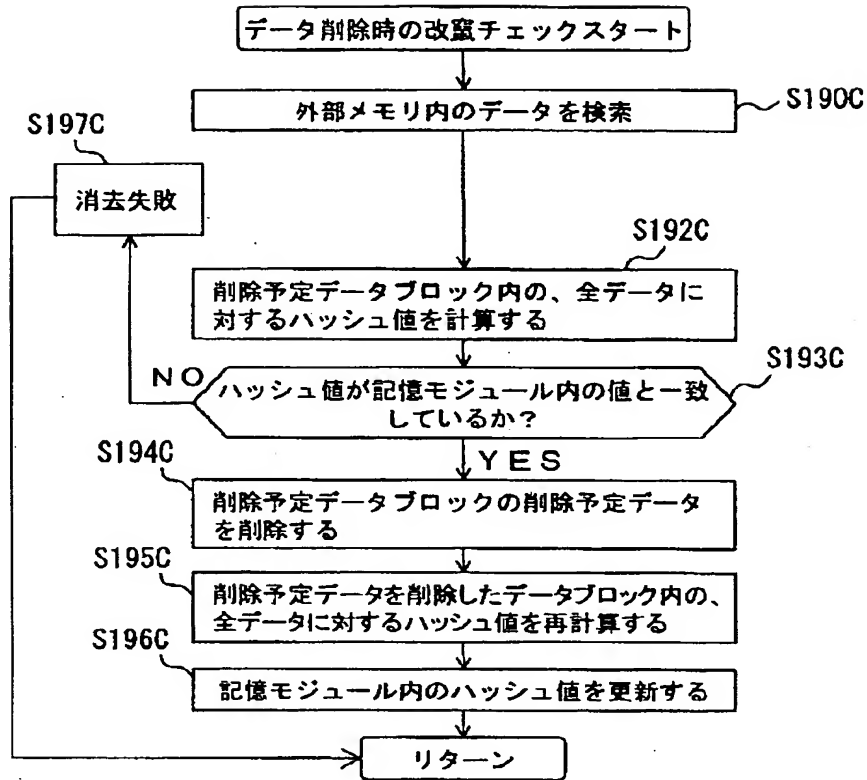 データ削除時の改竄チェックスタート
S190C
外部メモリ内のデータを検索
S197C
消去失敗
S192C
削除予定データブロック内の、全データに
対するハッシュ値を計算する
S193C
NO
ハッシュ値が記憶モジュール内の値と一致
しているか？
YES
S194C
削除予定データブロックの削除予定データ
を削除する
S195C
削除予定データを削除したデータブロック内の、
全データに対するハッシュ値を再計算する
S196C
記憶モジュール内のハッシュ値を更新する
リターン